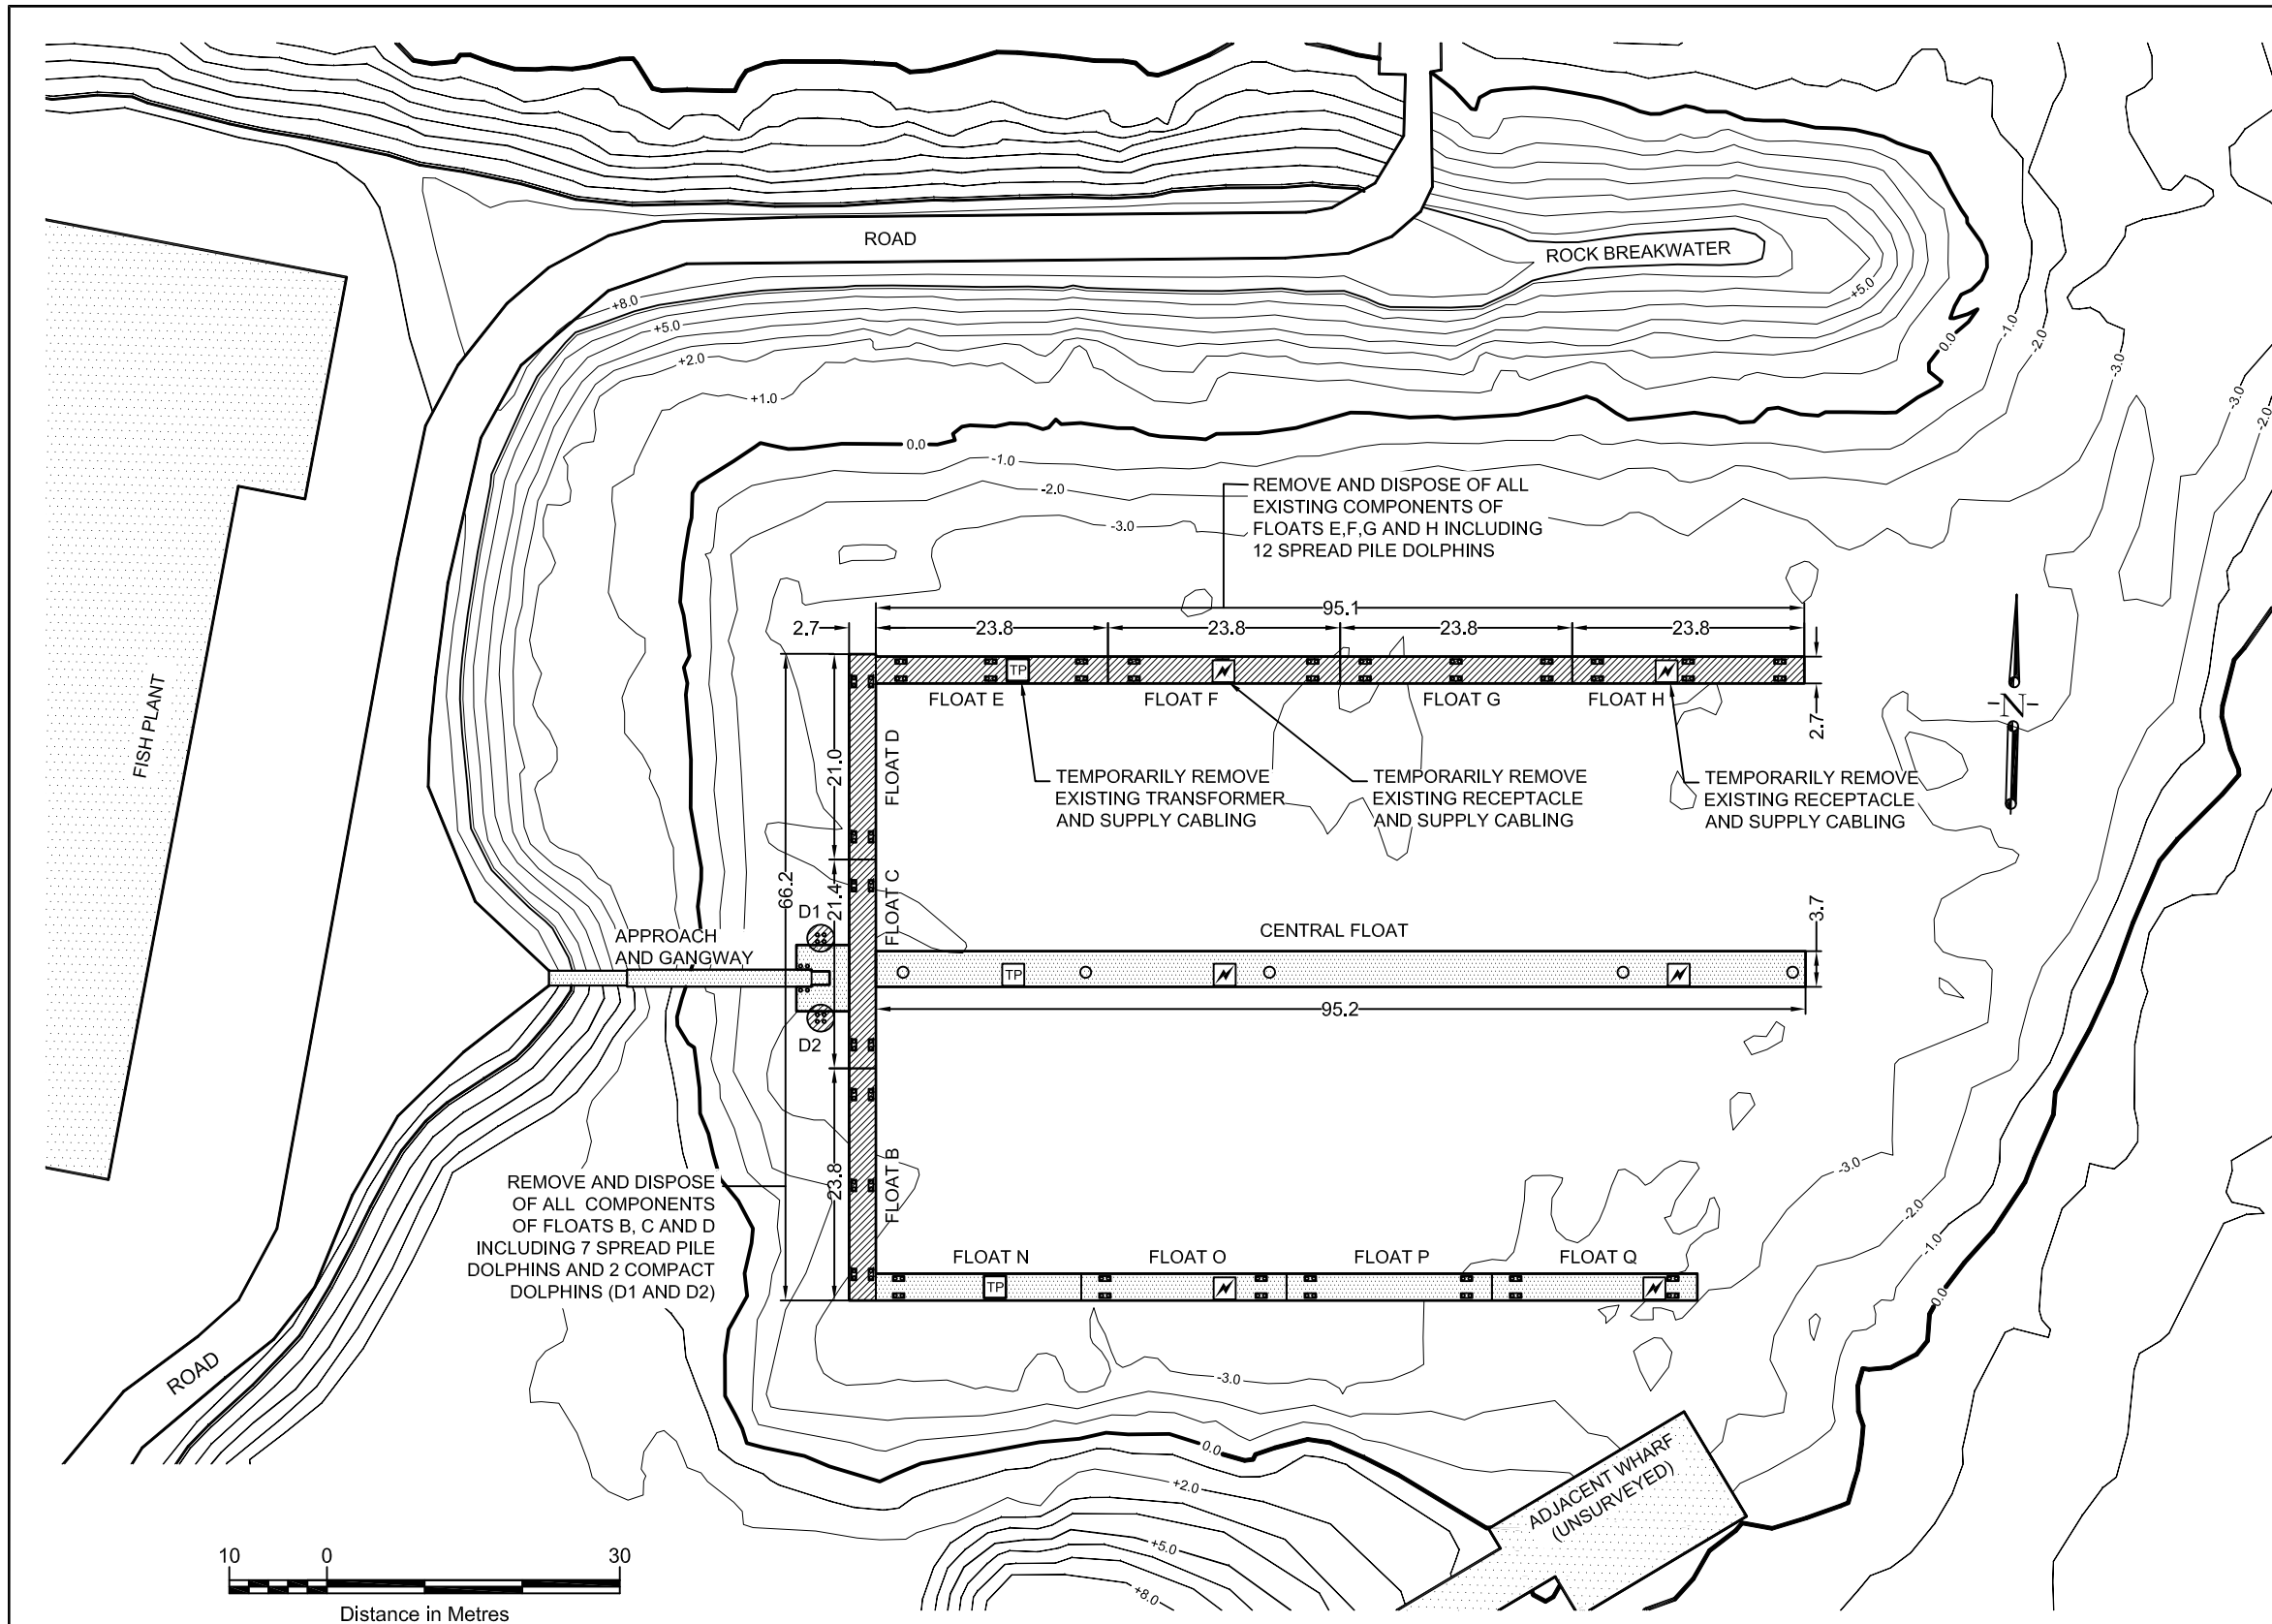 ROAD
ROCK BREAKWATER
+8.0
+5.0
+5.0
+2.0
+1.0
0.0
0.0
-1.0
-2.0
-3.0
-3.0
-2.0
-1.0
-2.0
-3.0
REMOVE AND DISPOSE OF ALL
EXISTING COMPONENTS OF
FLOATS E,F,G AND H INCLUDING
12 SPREAD PILE DOLPHINS
95.1
2.7
23.8
23.8
23.8
23.8
TP
FLOAT E
FLOAT F
FLOAT G
FLOAT H
2.7
-N-
FISH PLANT
21.0
FLOAT D
TEMPORARILY REMOVE
EXISTING TRANSFORMER
AND SUPPLY CABLING
TEMPORARILY REMOVE
EXISTING RECEPTACLE
AND SUPPLY CABLING
TEMPORARILY REMOVE
EXISTING RECEPTACLE
AND SUPPLY CABLING
66.2
21.4
FLOAT C
D1
APPROACH
AND GANGWAY
CENTRAL FLOAT
3.7
TP
95.2
D2
23.8
FLOAT B
REMOVE AND DISPOSE
OF ALL COMPONENTS
OF FLOATS B, C AND D
INCLUDING 7 SPREAD PILE
DOLPHINS AND 2 COMPACT
DOLPHINS (D1 AND D2)
FLOAT N
FLOAT O
FLOAT P
FLOAT Q
TP
-3.0
-2.0
-1.0
0.0
-3.0
ROAD
0.0
+2.0
+5.0
+8.0
ADJACENT WHARF
(UNSURVEYED)
10 0 30
Distance in Metres